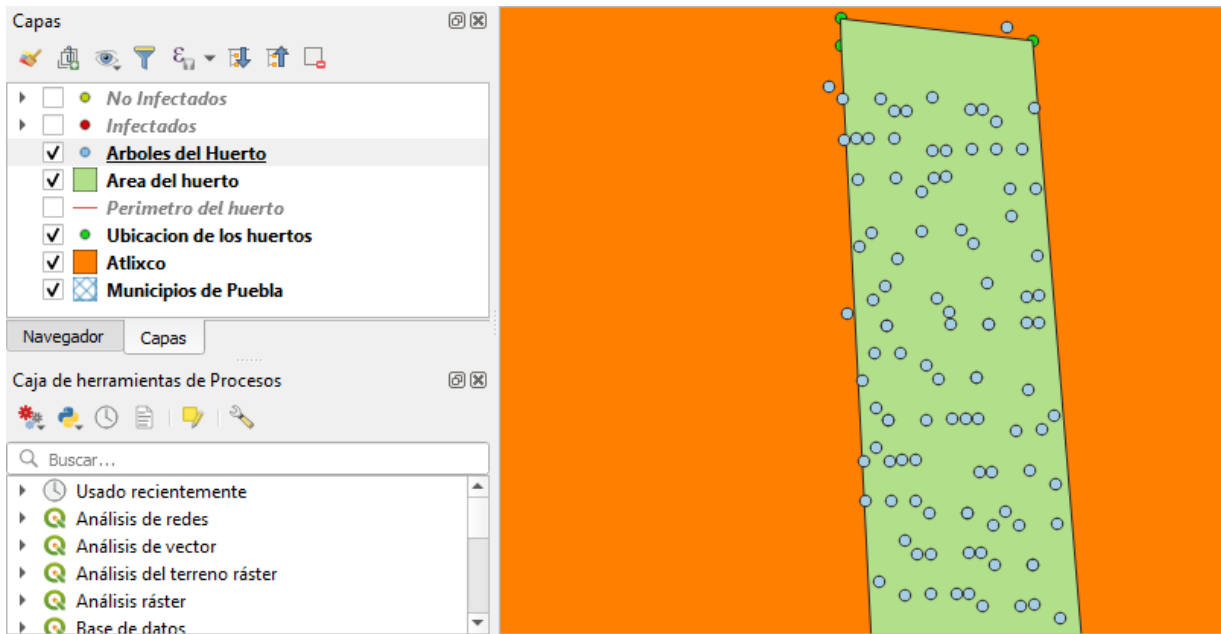 Capas
No Infectados
Infectados
Arboles del Huerto
Area del huerto
Perimetro del huerto
Ubicacion de los huertos
Atlixco
Municipios de Puebla
Navegador
Capas
Caja de herramientas de Procesos
Buscar...
Usado recientemente
Análisis de redes
Análisis de vector
Análisis del terreno ráster
Análisis ráster
Base de datos